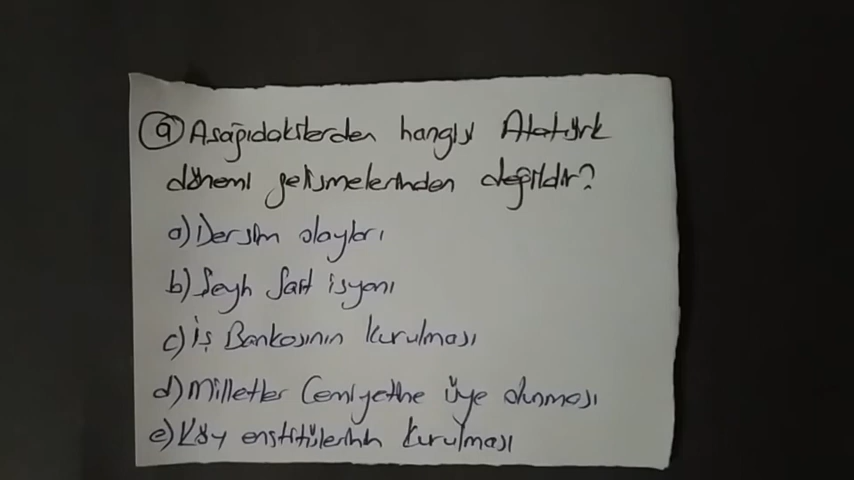 9) Aşağıdakilerden hangisi Atatürk
dönemi gelişmelerinden değildir?
a) Dersim olayları
b) Şeyh Sait isyanı
c) İş Bankasının kurulması
d) Milletler Cemiyetine üye olunması
e) Köy enstitülerinin kurulması